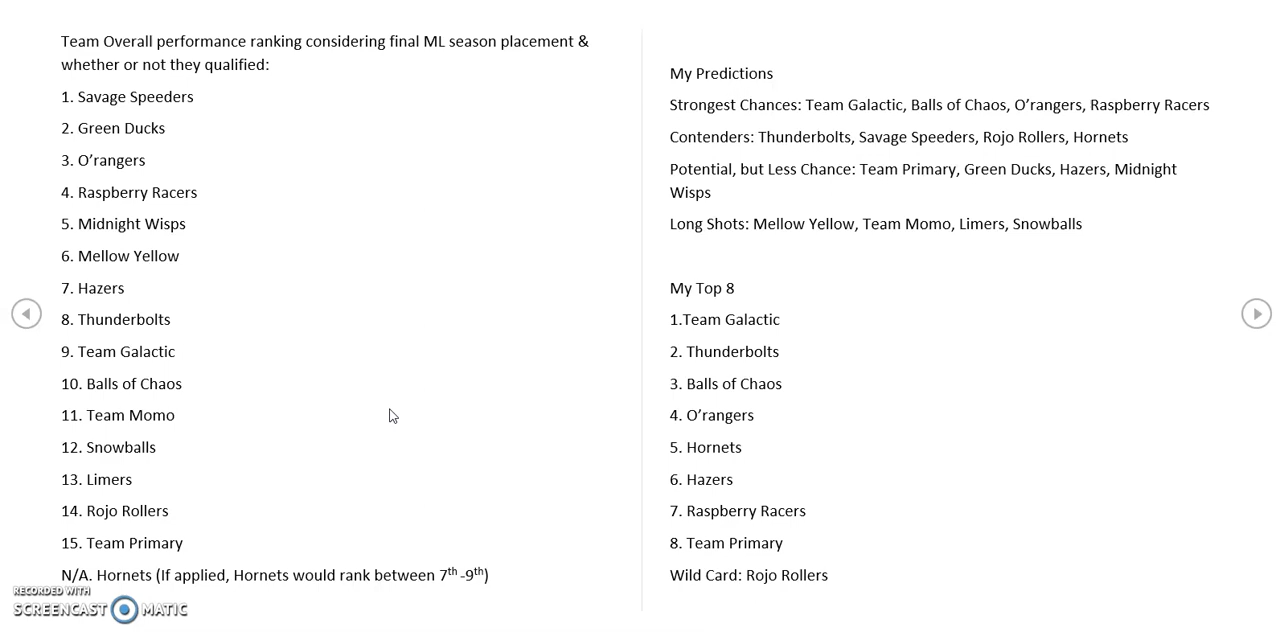 Team Overall performance ranking considering final ML season placement &
whether or not they qualified:
1. Savage Speeders
2. Green Ducks
3. O’rangers
4. Raspberry Racers
5. Midnight Wisps
6. Mellow Yellow
7. Hazers
8. Thunderbolts
9. Team Galactic
10. Balls of Chaos
11. Team Momo
12. Snowballs
13. Limers
14. Rojo Rollers
15. Team Primary
N/A. Hornets (If applied, Hornets would rank between 7th -9th)
My Predictions
Strongest Chances: Team Galactic, Balls of Chaos, O’rangers, Raspberry Racers
Contenders: Thunderbolts, Savage Speeders, Rojo Rollers, Hornets
Potential, but Less Chance: Team Primary, Green Ducks, Hazers, Midnight
Wisps
Long Shots: Mellow Yellow, Team Momo, Limers, Snowballs
My Top 8
1.Team Galactic
2. Thunderbolts
3. Balls of Chaos
4. O’rangers
5. Hornets
6. Hazers
7. Raspberry Racers
8. Team Primary
Wild Card: Rojo Rollers
RECORDED WITH
SCREENCAST MATIC